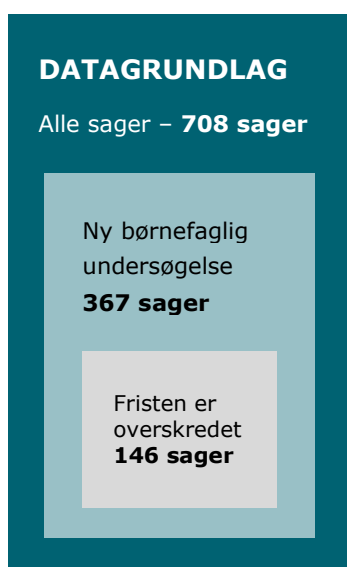 DATAGRUNDLAG
Alle sager – 708 sager
Ny børnefaglig
undersøgelse
367 sager
Fristen er
overskredet
146 sager